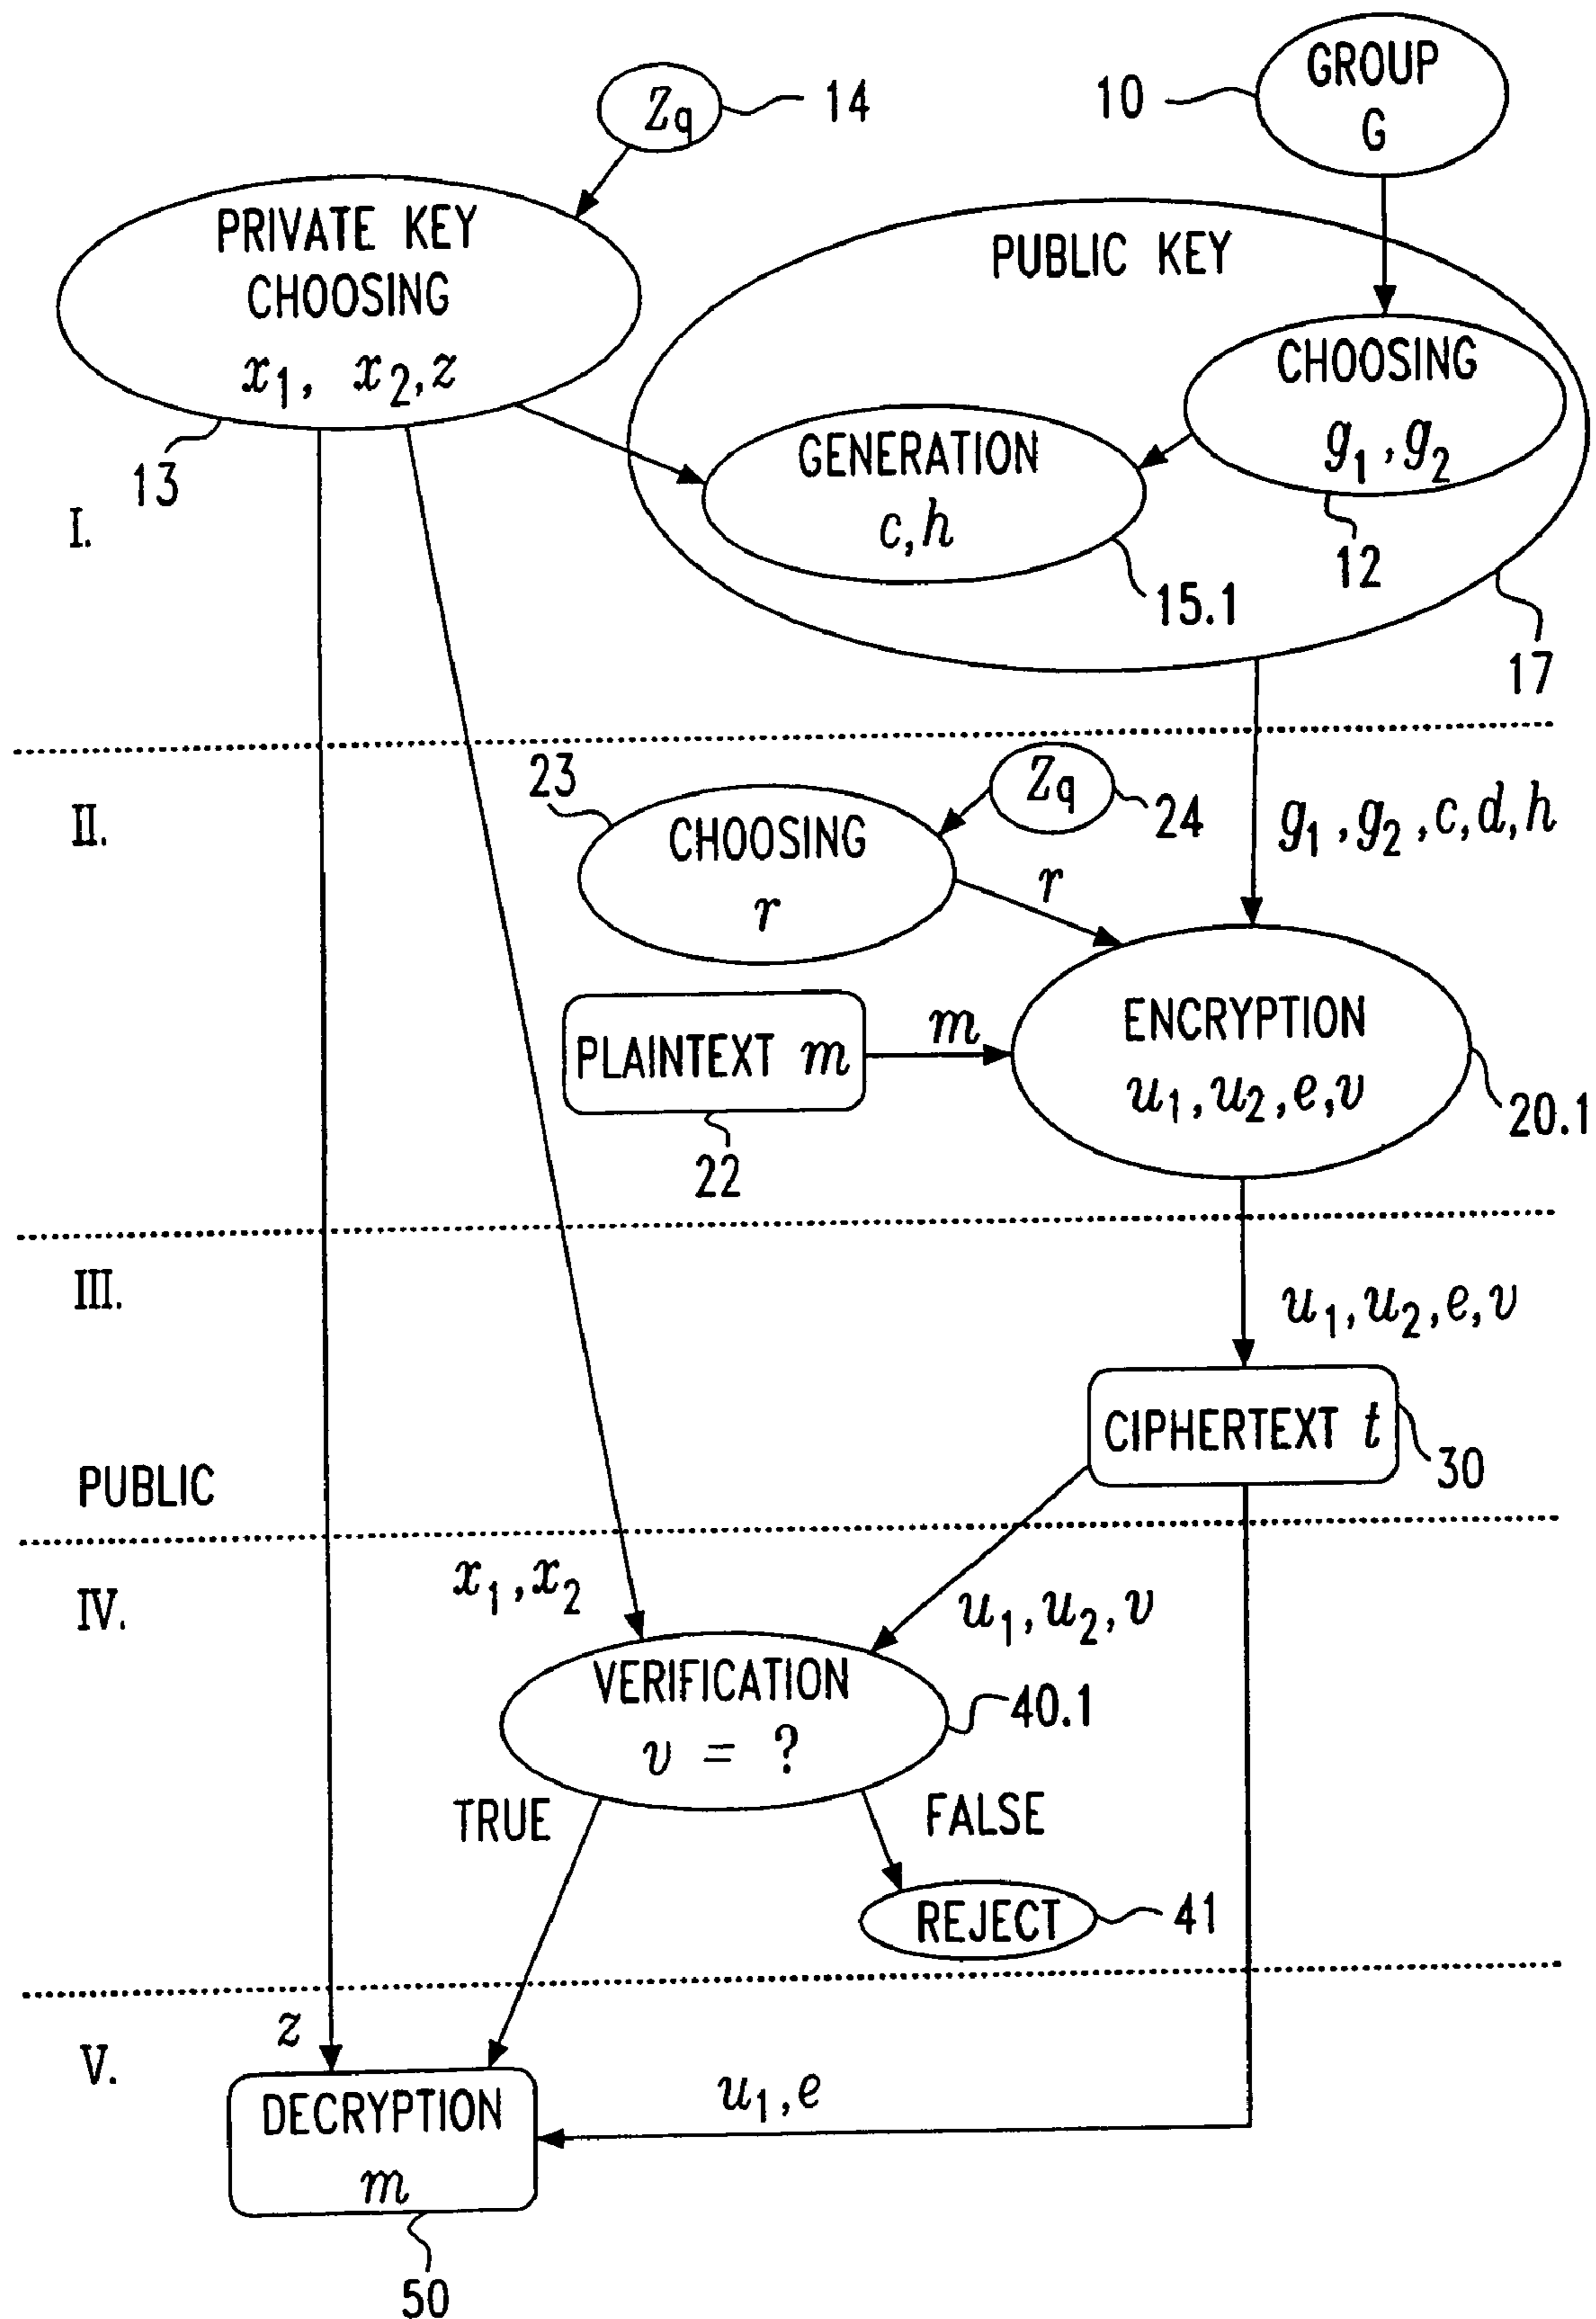 GROUP
G
10
Zq
14
PRIVATE KEY
CHOOSING
x1, x2, z
13
PUBLIC KEY
CHOOSING
g1, g2
12
GENERATION
c, h
15.1
17
I.
II.
23
CHOOSING
r
Zq
24
g1, g2, c, d, h
r
PLAINTEXT m
22
m
ENCRYPTION
u1, u2, e, v
20.1
III.
u1, u2, e, v
CIPHERTEXT t
30
PUBLIC
IV.
x1, x2
u1, u2, v
VERIFICATION
v = ?
40.1
TRUE
FALSE
REJECT
41
V.
z
DECRYPTION
m
u1, e
50